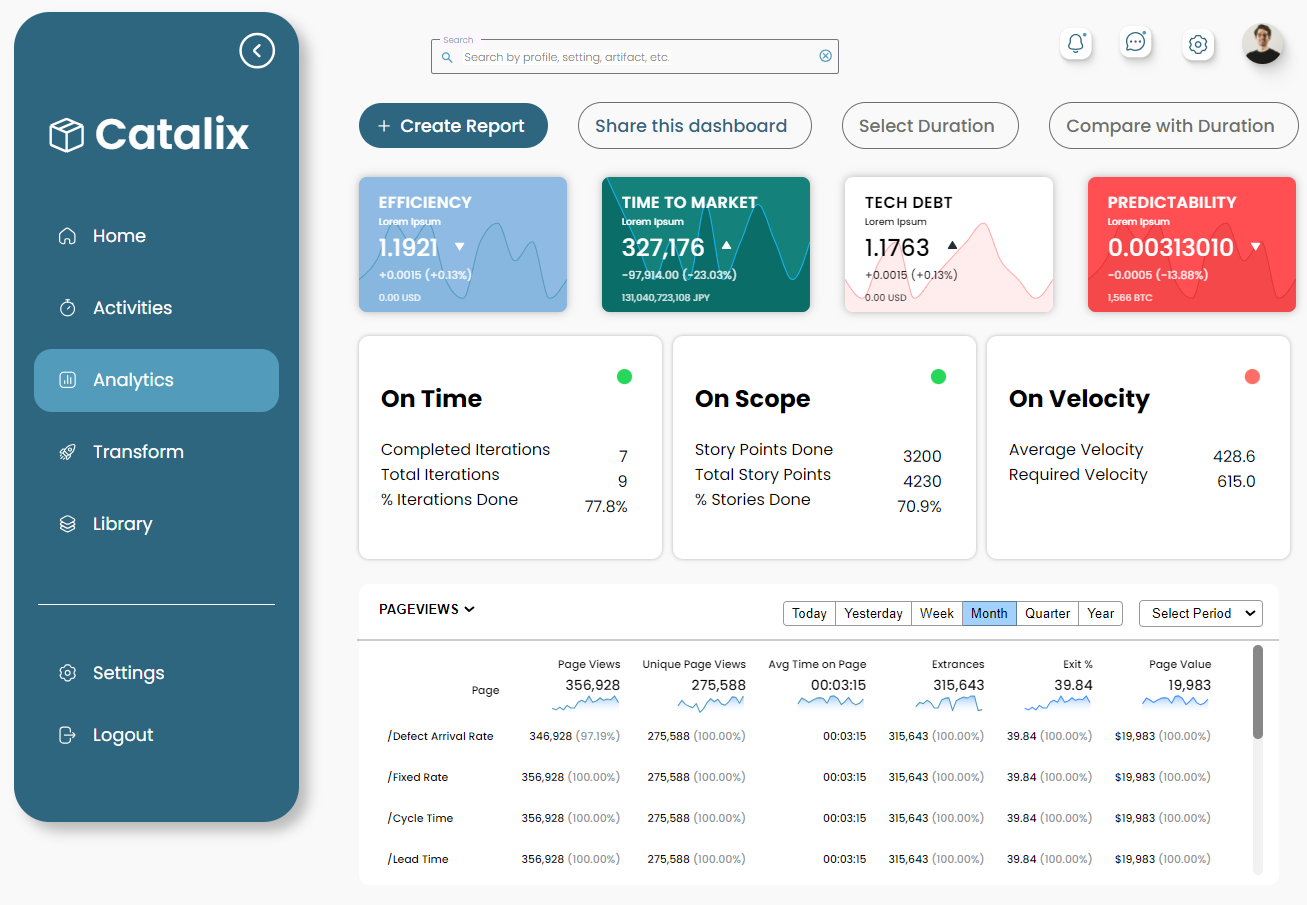 Catalix
Home
Activities
Analytics
Transform
Library
Settings
Logout
Search
Search by profile, setting, artifact, etc.
+ Create Report
Share this dashboard
Select Duration
Compare with Duration
EFFICIENCY
Lorem Ipsum
1.1921 ▼
+0.0015 (+0.13%)
0.00 USD
TIME TO MARKET
Lorem Ipsum
327,176 ▲
-97,914.00 (-23.03%)
131,040,723,108 JPY
TECH DEBT
Lorem Ipsum
1.1763 ▲
+0.0015 (+0.13%)
0.00 USD
PREDICTABILITY
Lorem Ipsum
0.00313010 ▼
-0.0005 (-13.88%)
1,566 BTC
On Time
Completed Iterations 7
Total Iterations 9
% Iterations Done 77.8%
On Scope
Story Points Done 3200
Total Story Points 4230
% Stories Done 70.9%
On Velocity
Average Velocity 428.6
Required Velocity 615.0
PAGEVIEWS
Today Yesterday Week Month Quarter Year Select Period
Page Page Views Unique Page Views Avg Time on Page Extrances Exit % Page Value
356,928 275,588 00:03:15 315,643 39.84 19,983
/Defect Arrival Rate 346,928 (97.19%) 275,588 (100.00%) 00:03:15 315,643 (100.00%) 39.84 (100.00%) $19,983 (100.00%)
/Fixed Rate 356,928 (100.00%) 275,588 (100.00%) 00:03:15 315,643 (100.00%) 39.84 (100.00%) $19,983 (100.00%)
/Cycle Time 356,928 (100.00%) 275,588 (100.00%) 00:03:15 315,643 (100.00%) 39.84 (100.00%) $19,983 (100.00%)
/Lead Time 356,928 (100.00%) 275,588 (100.00%) 00:03:15 315,643 (100.00%) 39.84 (100.00%) $19,983 (100.00%)